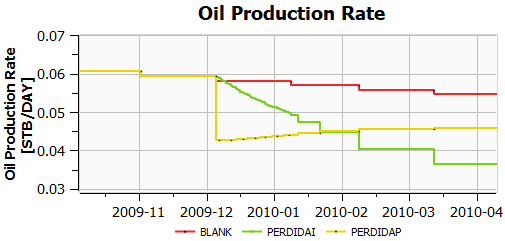 Oil Production Rate
Oil Production Rate
[STB/DAY]
0.07
0.06
0.05
0.04
0.03
2009-11 2009-12 2010-01 2010-02 2010-03 2010-04
BLANK PERDIDAI PERDIDAP